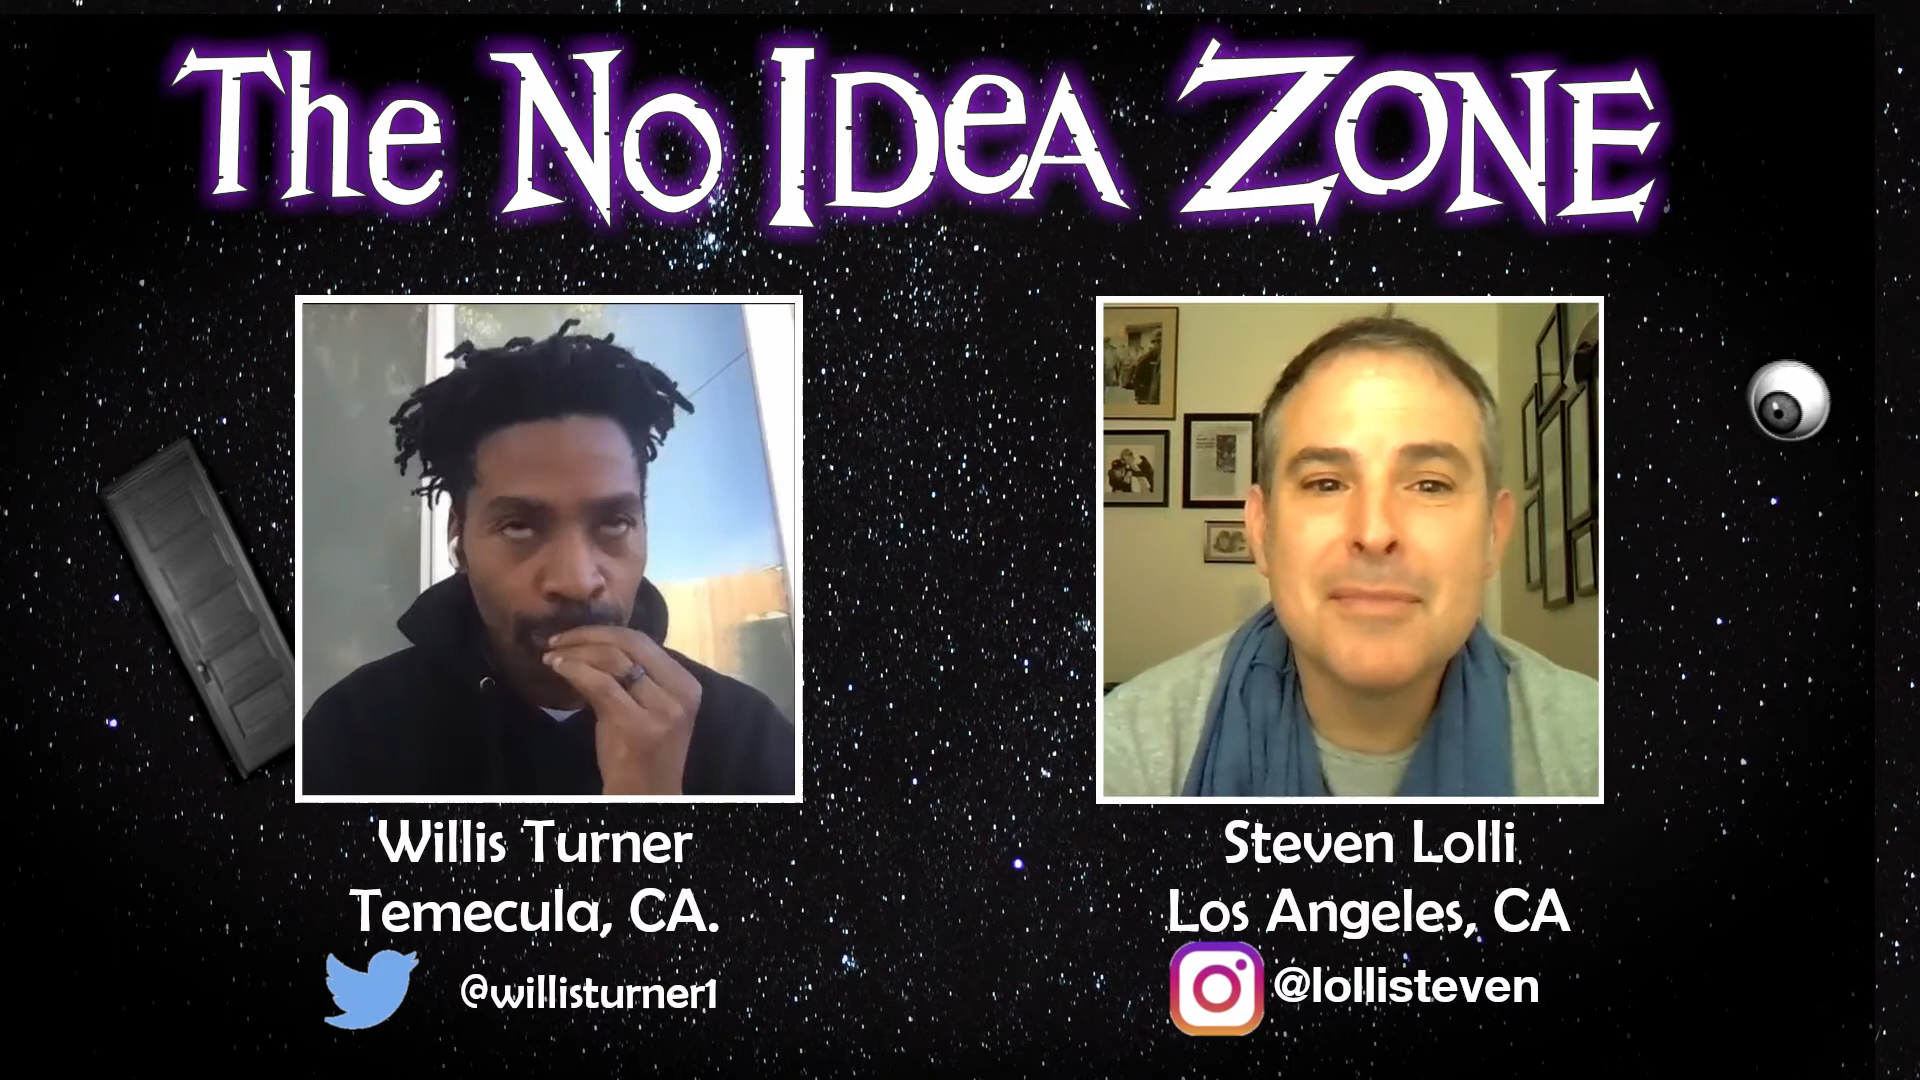 The No Idea Zone
Willis Turner
Temecula, CA.
@willisturner1
Steven Lolli
Los Angeles, CA
@lollisteven